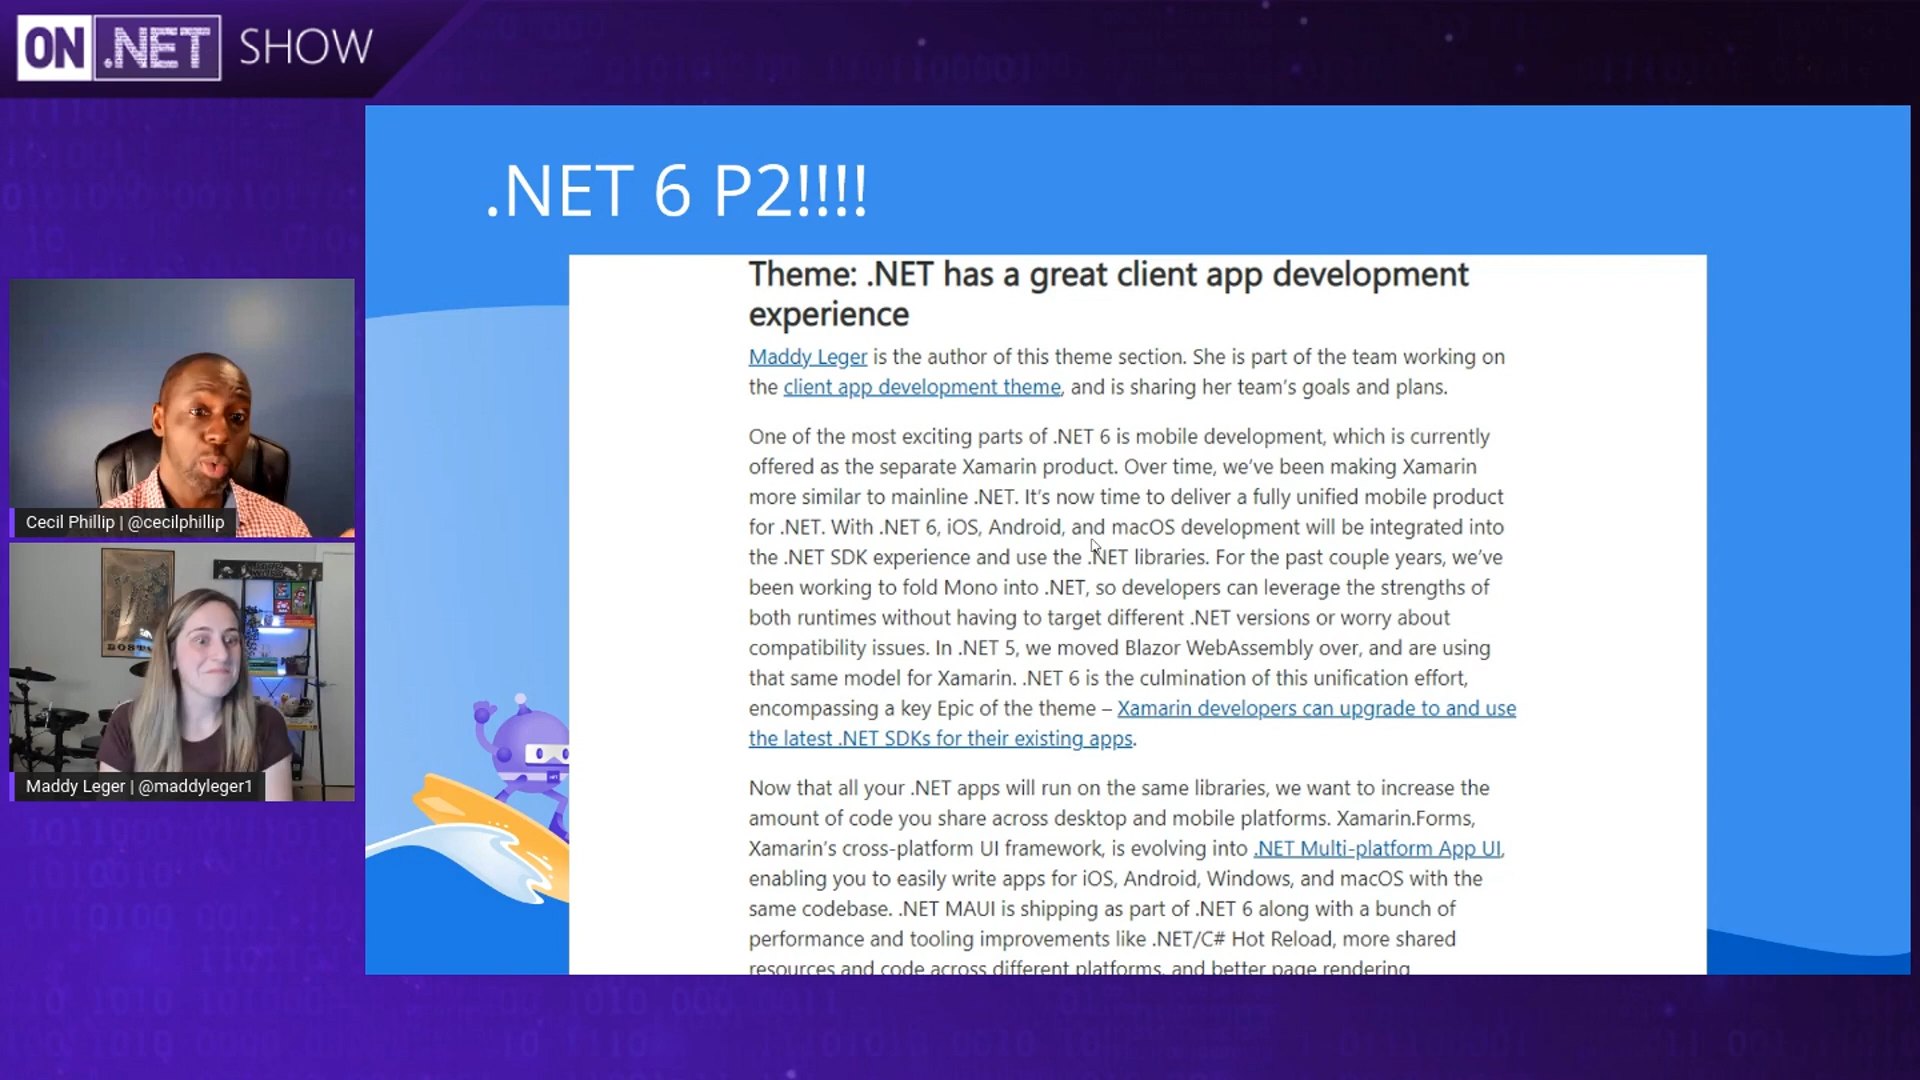 ON .NET SHOW
.NET 6 P2!!!!
Theme: .NET has a great client app development
experience
Maddy Leger is the author of this theme section. She is part of the team working on
the client app development theme, and is sharing her team's goals and plans.
One of the most exciting parts of .NET 6 is mobile development, which is currently
offered as the separate Xamarin product. Over time, we've been making Xamarin
more similar to mainline .NET. It's now time to deliver a fully unified mobile product
for .NET. With .NET 6, iOS, Android, and macOS development will be integrated into
the .NET SDK experience and use the .NET libraries. For the past couple years, we've
been working to fold Mono into .NET, so developers can leverage the strengths of
both runtimes without having to target different .NET versions or worry about
compatibility issues. In .NET 5, we moved Blazor WebAssembly over, and are using
that same model for Xamarin. .NET 6 is the culmination of this unification effort,
encompassing a key Epic of the theme – Xamarin developers can upgrade to and use
the latest .NET SDKs for their existing apps.
Now that all your .NET apps will run on the same libraries, we want to increase the
amount of code you share across desktop and mobile platforms. Xamarin.Forms,
Xamarin's cross-platform UI framework, is evolving into .NET Multi-platform App UI,
enabling you to easily write apps for iOS, Android, Windows, and macOS with the
same codebase. .NET MAUI is shipping as part of .NET 6 along with a bunch of
performance and tooling improvements like .NET/C# Hot Reload, more shared
resources and code across different platforms, and better page rendering
Cecil Phillip | @cecilphillip
BOSTON
Maddy Leger | @maddyleger1